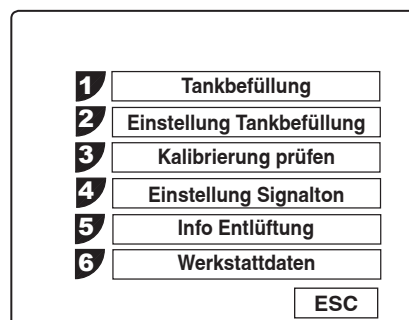 1 Tankbefüllung
2 Einstellung Tankbefüllung
3 Kalibrierung prüfen
4 Einstellung Signalton
5 Info Entlüftung
6 Werkstattdaten
ESC